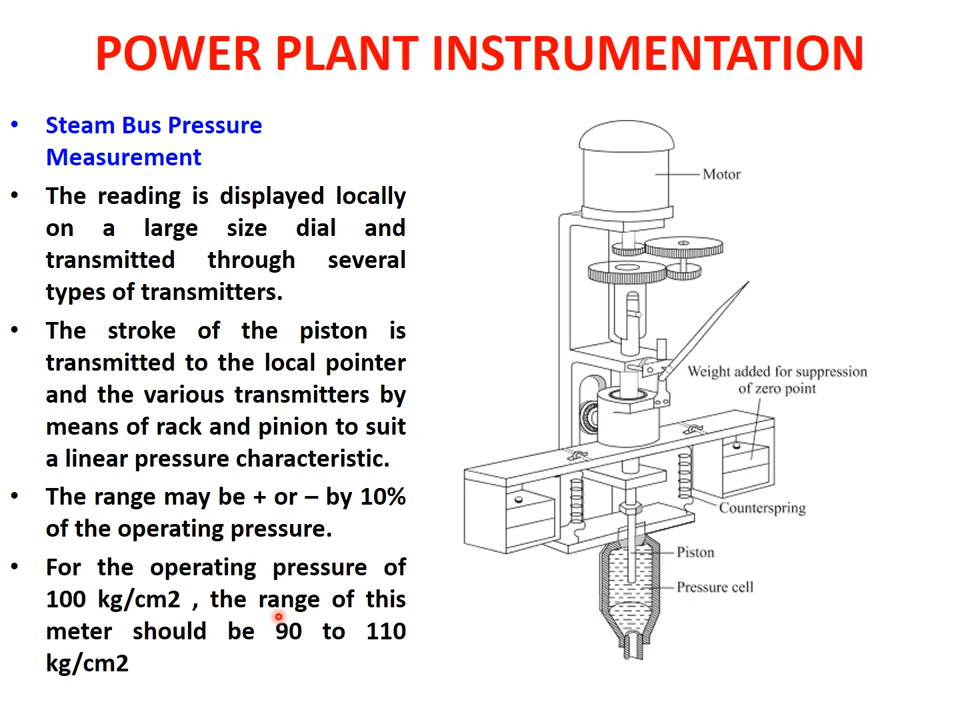 POWER PLANT INSTRUMENTATION
• Steam Bus Pressure
Measurement
• The reading is displayed locally
on a large size dial and
transmitted through several
types of transmitters.
• The stroke of the piston is
transmitted to the local pointer
and the various transmitters by
means of rack and pinion to suit
a linear pressure characteristic.
• The range may be + or – by 10%
of the operating pressure.
• For the operating pressure of
100 kg/cm2 , the range of this
meter should be 90 to 110
kg/cm2
Motor
Weight added for suppression
of zero point
Counterspring
Piston
Pressure cell